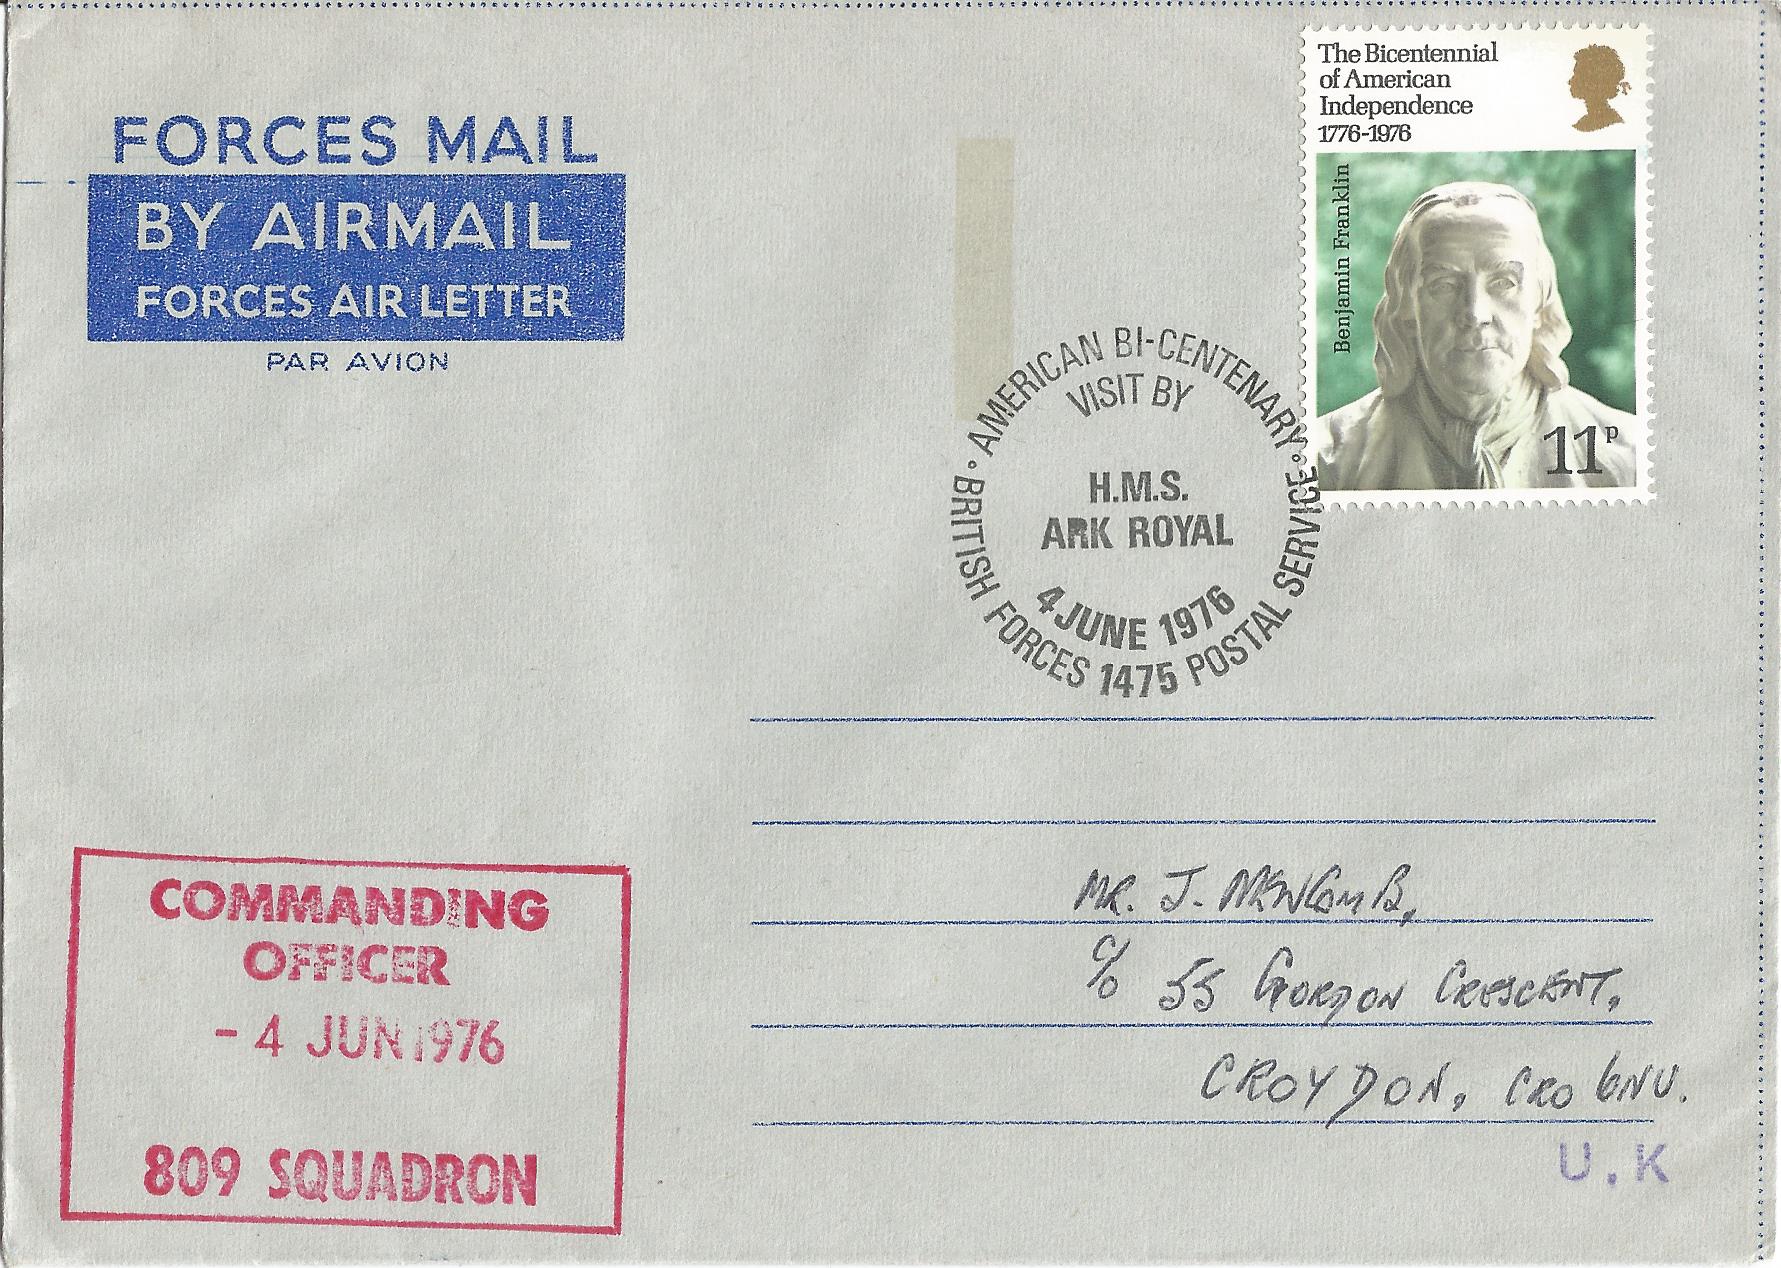 FORCES MAIL
BY AIRMAIL
FORCES AIR LETTER
PAR AVION
The Bicentennial
of American
Independence
1776-1976
Benjamin Franklin
11p
AMERICAN BI-CENTENARY
VISIT BY
H.M.S.
ARK ROYAL
4 JUNE 1976
BRITISH FORCES 1475 POSTAL SERVICE
COMMANDING
OFFICER
- 4 JUN 1976
809 SQUADRON
MR. J. NEWCOMB,
c/o 55 GORDON CRESCENT,
CROYDON, CRO 6NU.
U.K